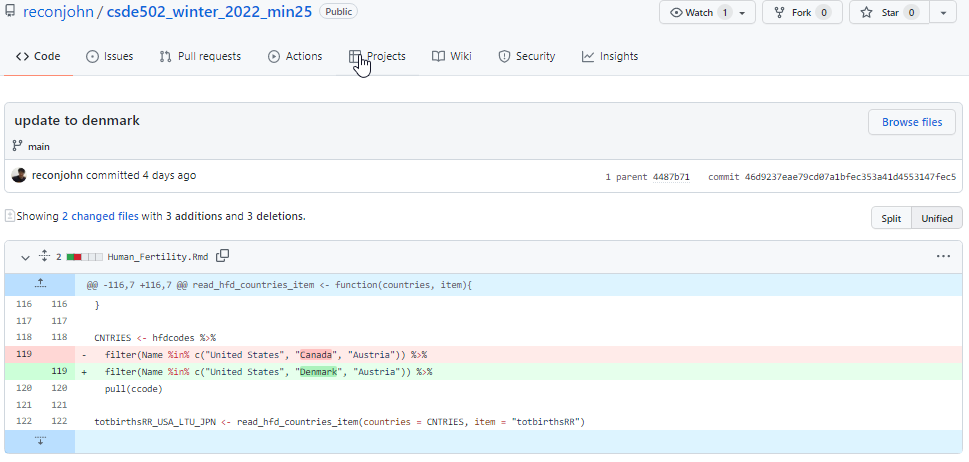 reconjohn / csde502_winter_2022_min25 Public
Watch 1 Fork 0 Star 0
Code Issues Pull requests Actions Projects Wiki Security Insights
update to denmark
main
reconjohn committed 4 days ago 1 parent 4487b71 commit 46d9237eae79cd07a1bfec353a41d4553147fec5
Showing 2 changed files with 3 additions and 3 deletions. Split Unified
2 Human_Fertility.Rmd
@@ -116,7 +116,7 @@ read_hfd_countries_item <- function(countries, item){
116 116 }
117 117
118 118 CNTRIES <- hfdcodes %>%
119 - filter(Name %in% c("United States", "Canada", "Austria")) %>%
119 + filter(Name %in% c("United States", "Denmark", "Austria")) %>%
120 120 pull(ccode)
121 121
122 122 totbirthsRR_USA_LTU_JPN <- read_hfd_countries_item(countries = CNTRIES, item = "totbirthsRR")